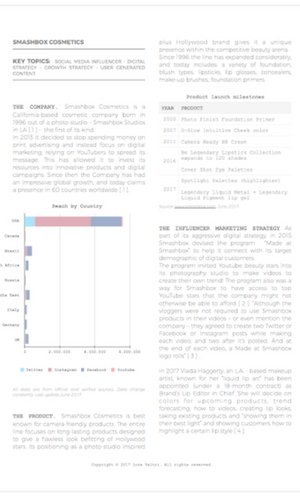 SMASHBOX COSMETICS
KEY TOPICS: SOCIAL MEDIA INFLUENCER - DIGITAL
STRATEGY - GROWTH STRATEGY - USER GENERATED
CONTENT.
THE COMPANY. Smashbox Cosmetics is a
California-based cosmetic company born in
1996 out of a photo studio - Smashbox Studios
in LA [1] - the first of its kind.
In 2013 it decided to stop spending money on
print advertising and instead focus on digital
marketing, relying on YouTubers to spread its
message. This has allowed it to invest its
resources into innovative products and digital
campaigns. Since then the Company has had
an impressive global growth, and today claims
a presence in 60 countries worldwide [1].
Reach by Country
USA
Canada
Brazil
h Africa
Russia
dle East
Italy
Germany
UK
0 2.000.000 4.000.000 6.000.000
Twitter Instagram Facebook Youtube
All data are from official and verified sources. Data change
constantly. Last update June 2017.
THE PRODUCT. Smashbox Cosmetics is best
known for camera friendly products. The entire
line focuses on long lasting products designed
to give a flawless look befitting of Hollywood
stars. Its positioning as a photo-studio inspired
plus Hollywood brand gives it a unique
presence within the competitive beauty arena.
Since 1996 the line has expanded considerably,
and today includes a variety of foundation,
blush types, lipsticks, lip glosses, concealers,
make-up brushes, foundation primers.
Product launch milestones
YEAR PRODUCT
2000 Photo Finish Foundation Primers
2007 O-Glow Intuitive Cheek color
2011 Camera Ready BB Cream
2016 Be Legendary Lipstick Collection
expands to 120 shades
Cover Shot Eye Palettes
2017 Spotlight Palettes (highlighter)
Legendary Liquid Metal + Legendary
Liquid Pigment lip gel
Source: June 2017
THE INFLUENCER MARKETING STRATEGY. As
part of its aggressive digital strategy, in 2015
Smashbox devised the program "Made at
Smashbox" to help it connect with its target
demographic of digital customers.
The program invited Youtube beauty stars into
its photography studio to make videos to
create their own trend! The program also was a
way for Smashbox to have access to top
YouTube stars that the company might not
otherwise be able to afford [2]. "Although the
vloggers were not required to use Smashbox
products in their videos - or even mention the
company - they agreed to create two Twitter or
Facebook or Instagram posts while making
each video, and two after it's posted. And at
the end of each video, a Made at Smashbox
logo runs" [3].
In 2017 Vlada Haggerty, an L.A. - based makeup
artist, known for her "liquid lip art" has been
appointed (under a 18-month contract) as
Brand's Lip Editor in Chief. She will decide on
colors for upcoming products, trend
forecasting, how to videos, creating lip looks,
taking existing products and "showing them in
their best light" and showing customers how to
highlight a certain lip style [4].
Copyright © 2017 Iron Velvet. All rights reserved